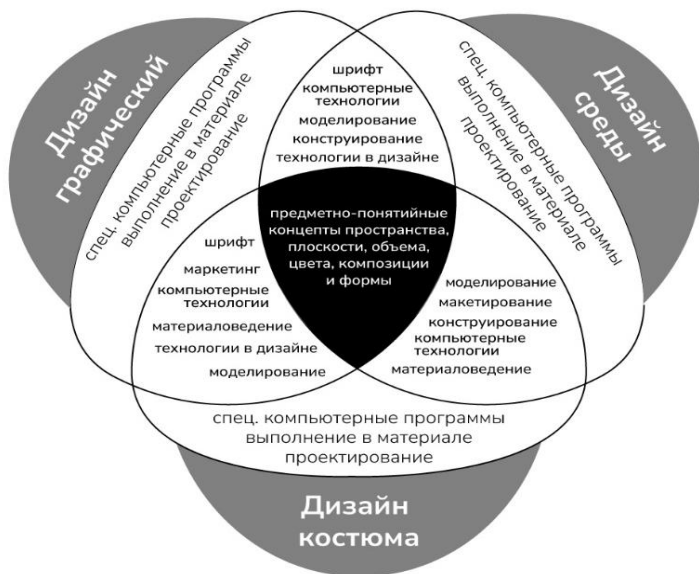 Дизайн
графический
спец. компьютерные программы
выполнение в материале
проектирование
шрифт
компьютерные
технологии
моделирование
конструирование
технологии в дизайне
Дизайн
среды
спец. компьютерные программы
выполнение в материале
проектирование
предметно-понятийные
концепты пространства,
плоскости, объема,
цвета, композиции
и формы
шрифт
маркетинг
компьютерные
технологии
материаловедение
технологии в дизайне
моделирование
моделирование
макетирование
конструирование
компьютерные
технологии
материаловедение
спец. компьютерные программы
выполнение в материале
проектирование
Дизайн
костюма